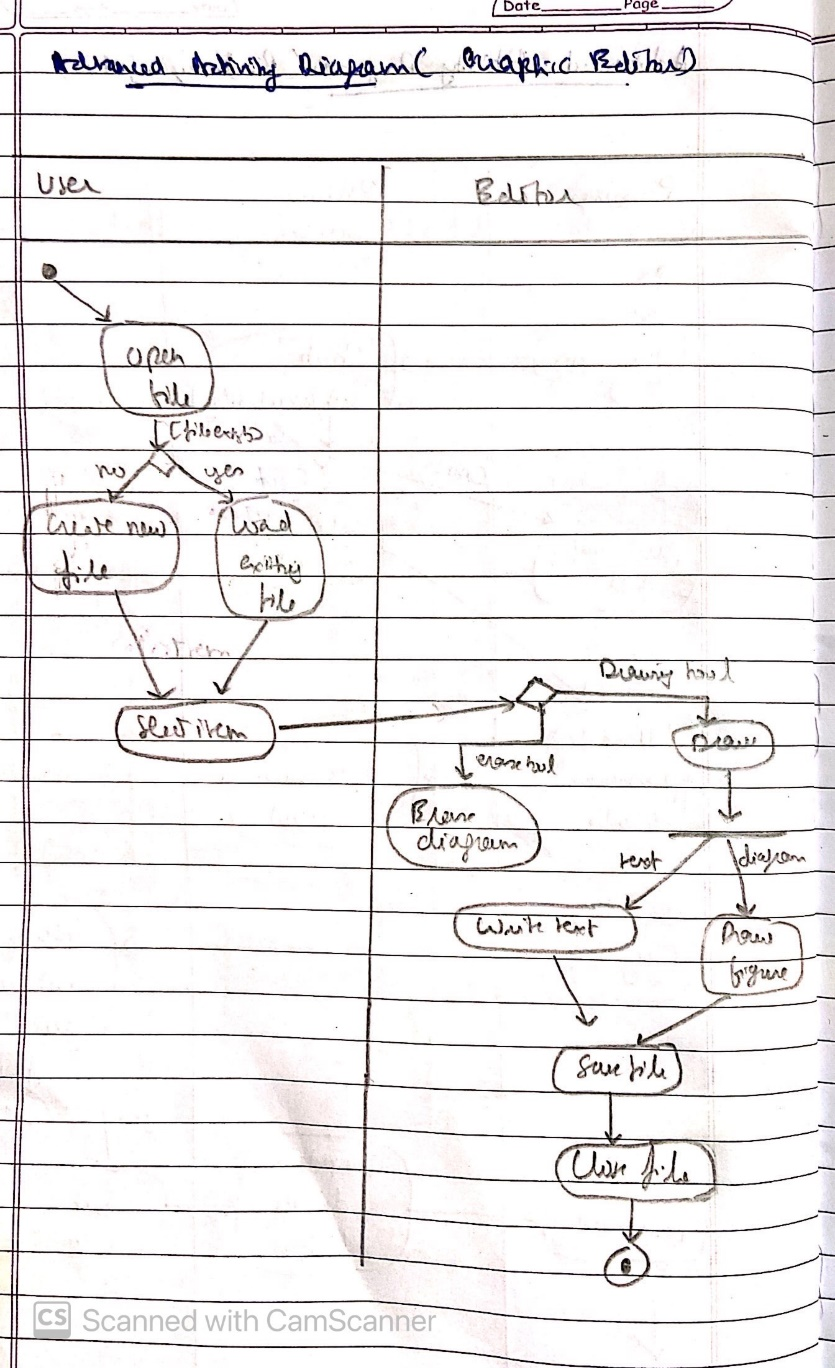 Date Page
Advanced Activity Diagram ( Graphic Editor)
User
Editor
open
file
[file exists]
no
yes
Create new
file
Load
existing
file
Drawing tool
Select item
Draw
erase tool
Erase
diagram
text
diagram
Write text
Draw
figure
Save file
Close file
CS Scanned with CamScanner